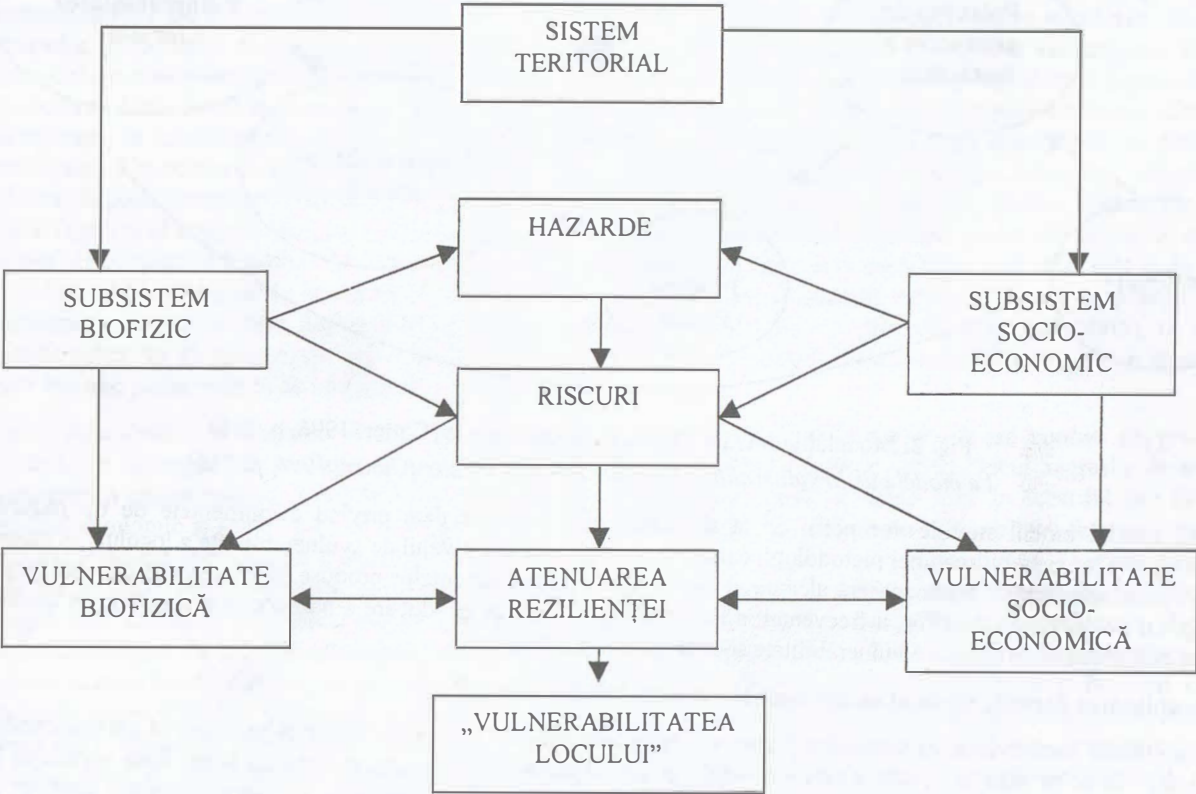 SISTEM
TERITORIAL
HAZARDE
SUBSISTEM
BIOFIZIC
SUBSISTEM
SOCIO-
ECONOMIC
RISCURI
VULNERABILITATE
BIOFIZICĂ
ATENUAREA
REZILIENȚEI
VULNERABILITATE
SOCIO-
ECONOMICĂ
„VULNERABILITATEA
LOCULUI”